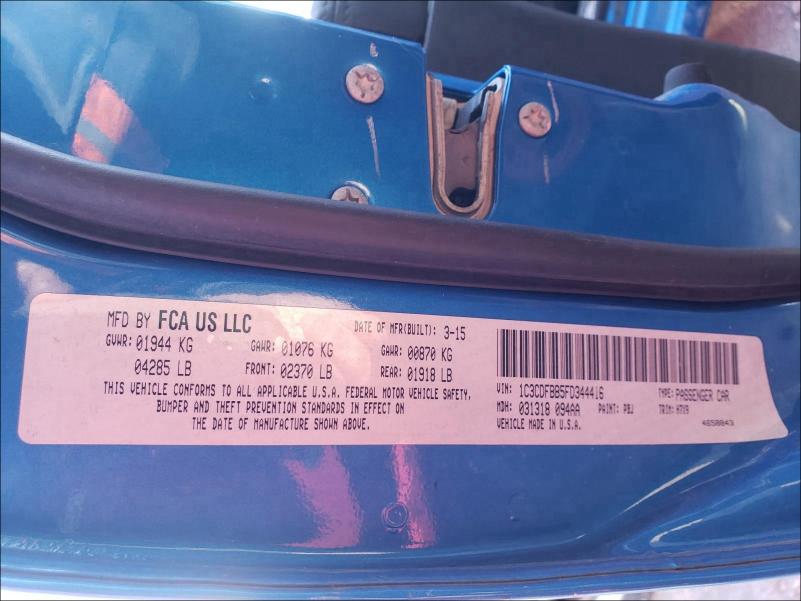 MFD BY FCA US LLC DATE OF MFR(BUILT): 3-15
GVWR: 01944 KG GAWR: 01076 KG GAWR: 00870 KG
04285 LB FRONT: 02370 LB REAR: 01918 LB
THIS VEHICLE CONFORMS TO ALL APPLICABLE U.S.A. FEDERAL MOTOR VEHICLE SAFETY,
BUMPER AND THEFT PREVENTION STANDARDS IN EFFECT ON
THE DATE OF MANUFACTURE SHOWN ABOVE.
VIN: 1C3CDFBB5FD344416 TYPE: PASSENGER CAR
MDH: 031318 094AA PAINT: PBJ TRIM: H7X9
VEHICLE MADE IN U.S.A. 4650843